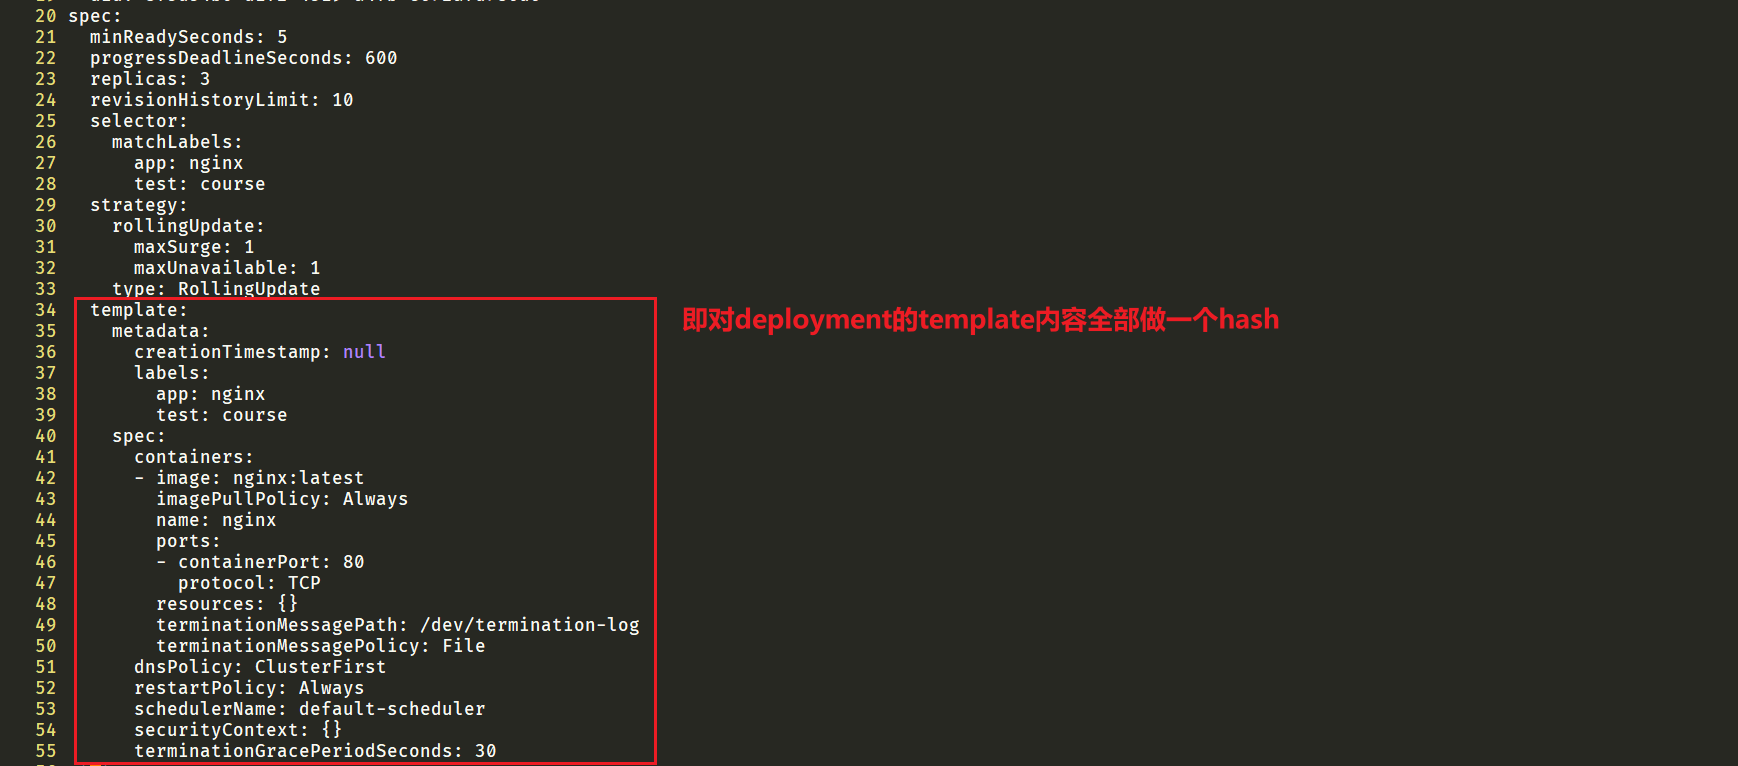 20 spec:
21   minReadySeconds: 5
22   progressDeadlineSeconds: 600
23   replicas: 3
24   revisionHistoryLimit: 10
25   selector:
26     matchLabels:
27       app: nginx
28       test: course
29   strategy:
30     rollingUpdate:
31       maxSurge: 1
32       maxUnavailable: 1
33     type: RollingUpdate
34   template:
即对deployment的template内容全部做一个hash
35     metadata:
36       creationTimestamp: null
37       labels:
38         app: nginx
39         test: course
40     spec:
41       containers:
42       - image: nginx:latest
43         imagePullPolicy: Always
44         name: nginx
45         ports:
46         - containerPort: 80
47           protocol: TCP
48         resources: {}
49         terminationMessagePath: /dev/termination-log
50         terminationMessagePolicy: File
51       dnsPolicy: ClusterFirst
52       restartPolicy: Always
53       schedulerName: default-scheduler
54       securityContext: {}
55       terminationGracePeriodSeconds: 30